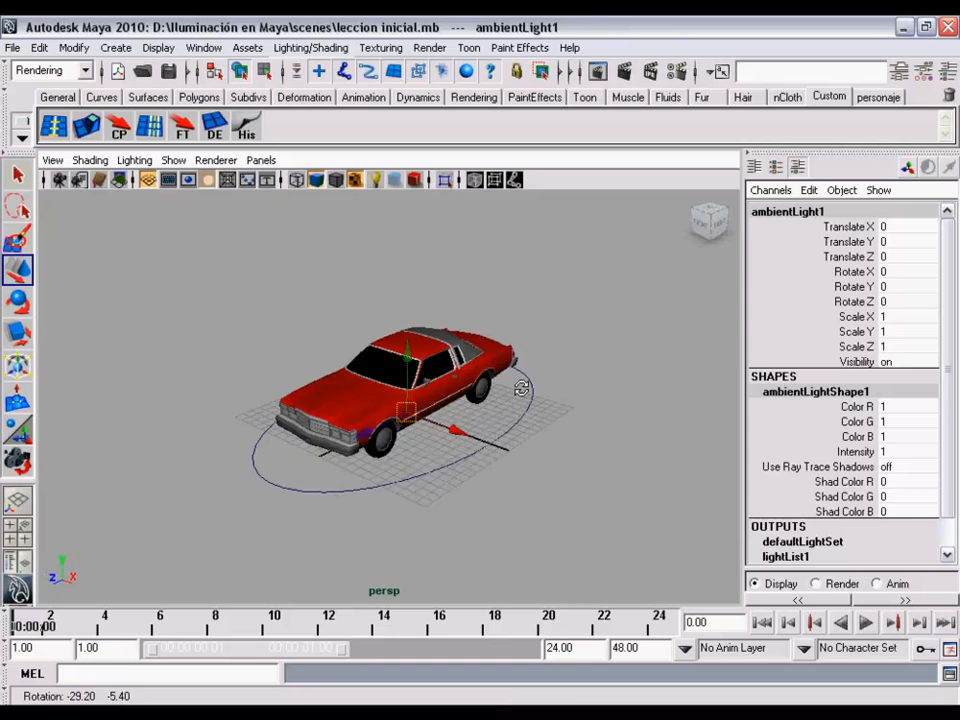 Autodesk Maya 2010: D:\Iluminación en Maya\scenes\leccion inicial.mb --- ambientLight1
File Edit Modify Create Display Window Assets Lighting/Shading Texturing Render Toon Paint Effects Help
Rendering
General Curves Surfaces Polygons Subdivs Deformation Animation Dynamics Rendering PaintEffects Toon Muscle Fluids Fur Hair nCloth Custom personaje
CP FT DE His
View Shading Lighting Show Renderer Panels
Channels Edit Object Show
ambientLight1
Translate X 0
Translate Y 0
Translate Z 0
Rotate X 0
Rotate Y 0
Rotate Z 0
Scale X 1
Scale Y 1
Scale Z 1
Visibility on
SHAPES
ambientLightShape1
Color R 1
Color G 1
Color B 1
Intensity 1
Use Ray Trace Shadows off
Shad Color R 0
Shad Color G 0
Shad Color B 0
OUTPUTS
defaultLightSet
lightList1
Display Render Anim
<< >>
z x
persp
2 4 6 8 10 12 14 16 18 20 22 24
0:00:00
0.00
1.00 1.00 24.00 48.00 No Anim Layer No Character Set
MEL
Rotation: -29.20 -5.40